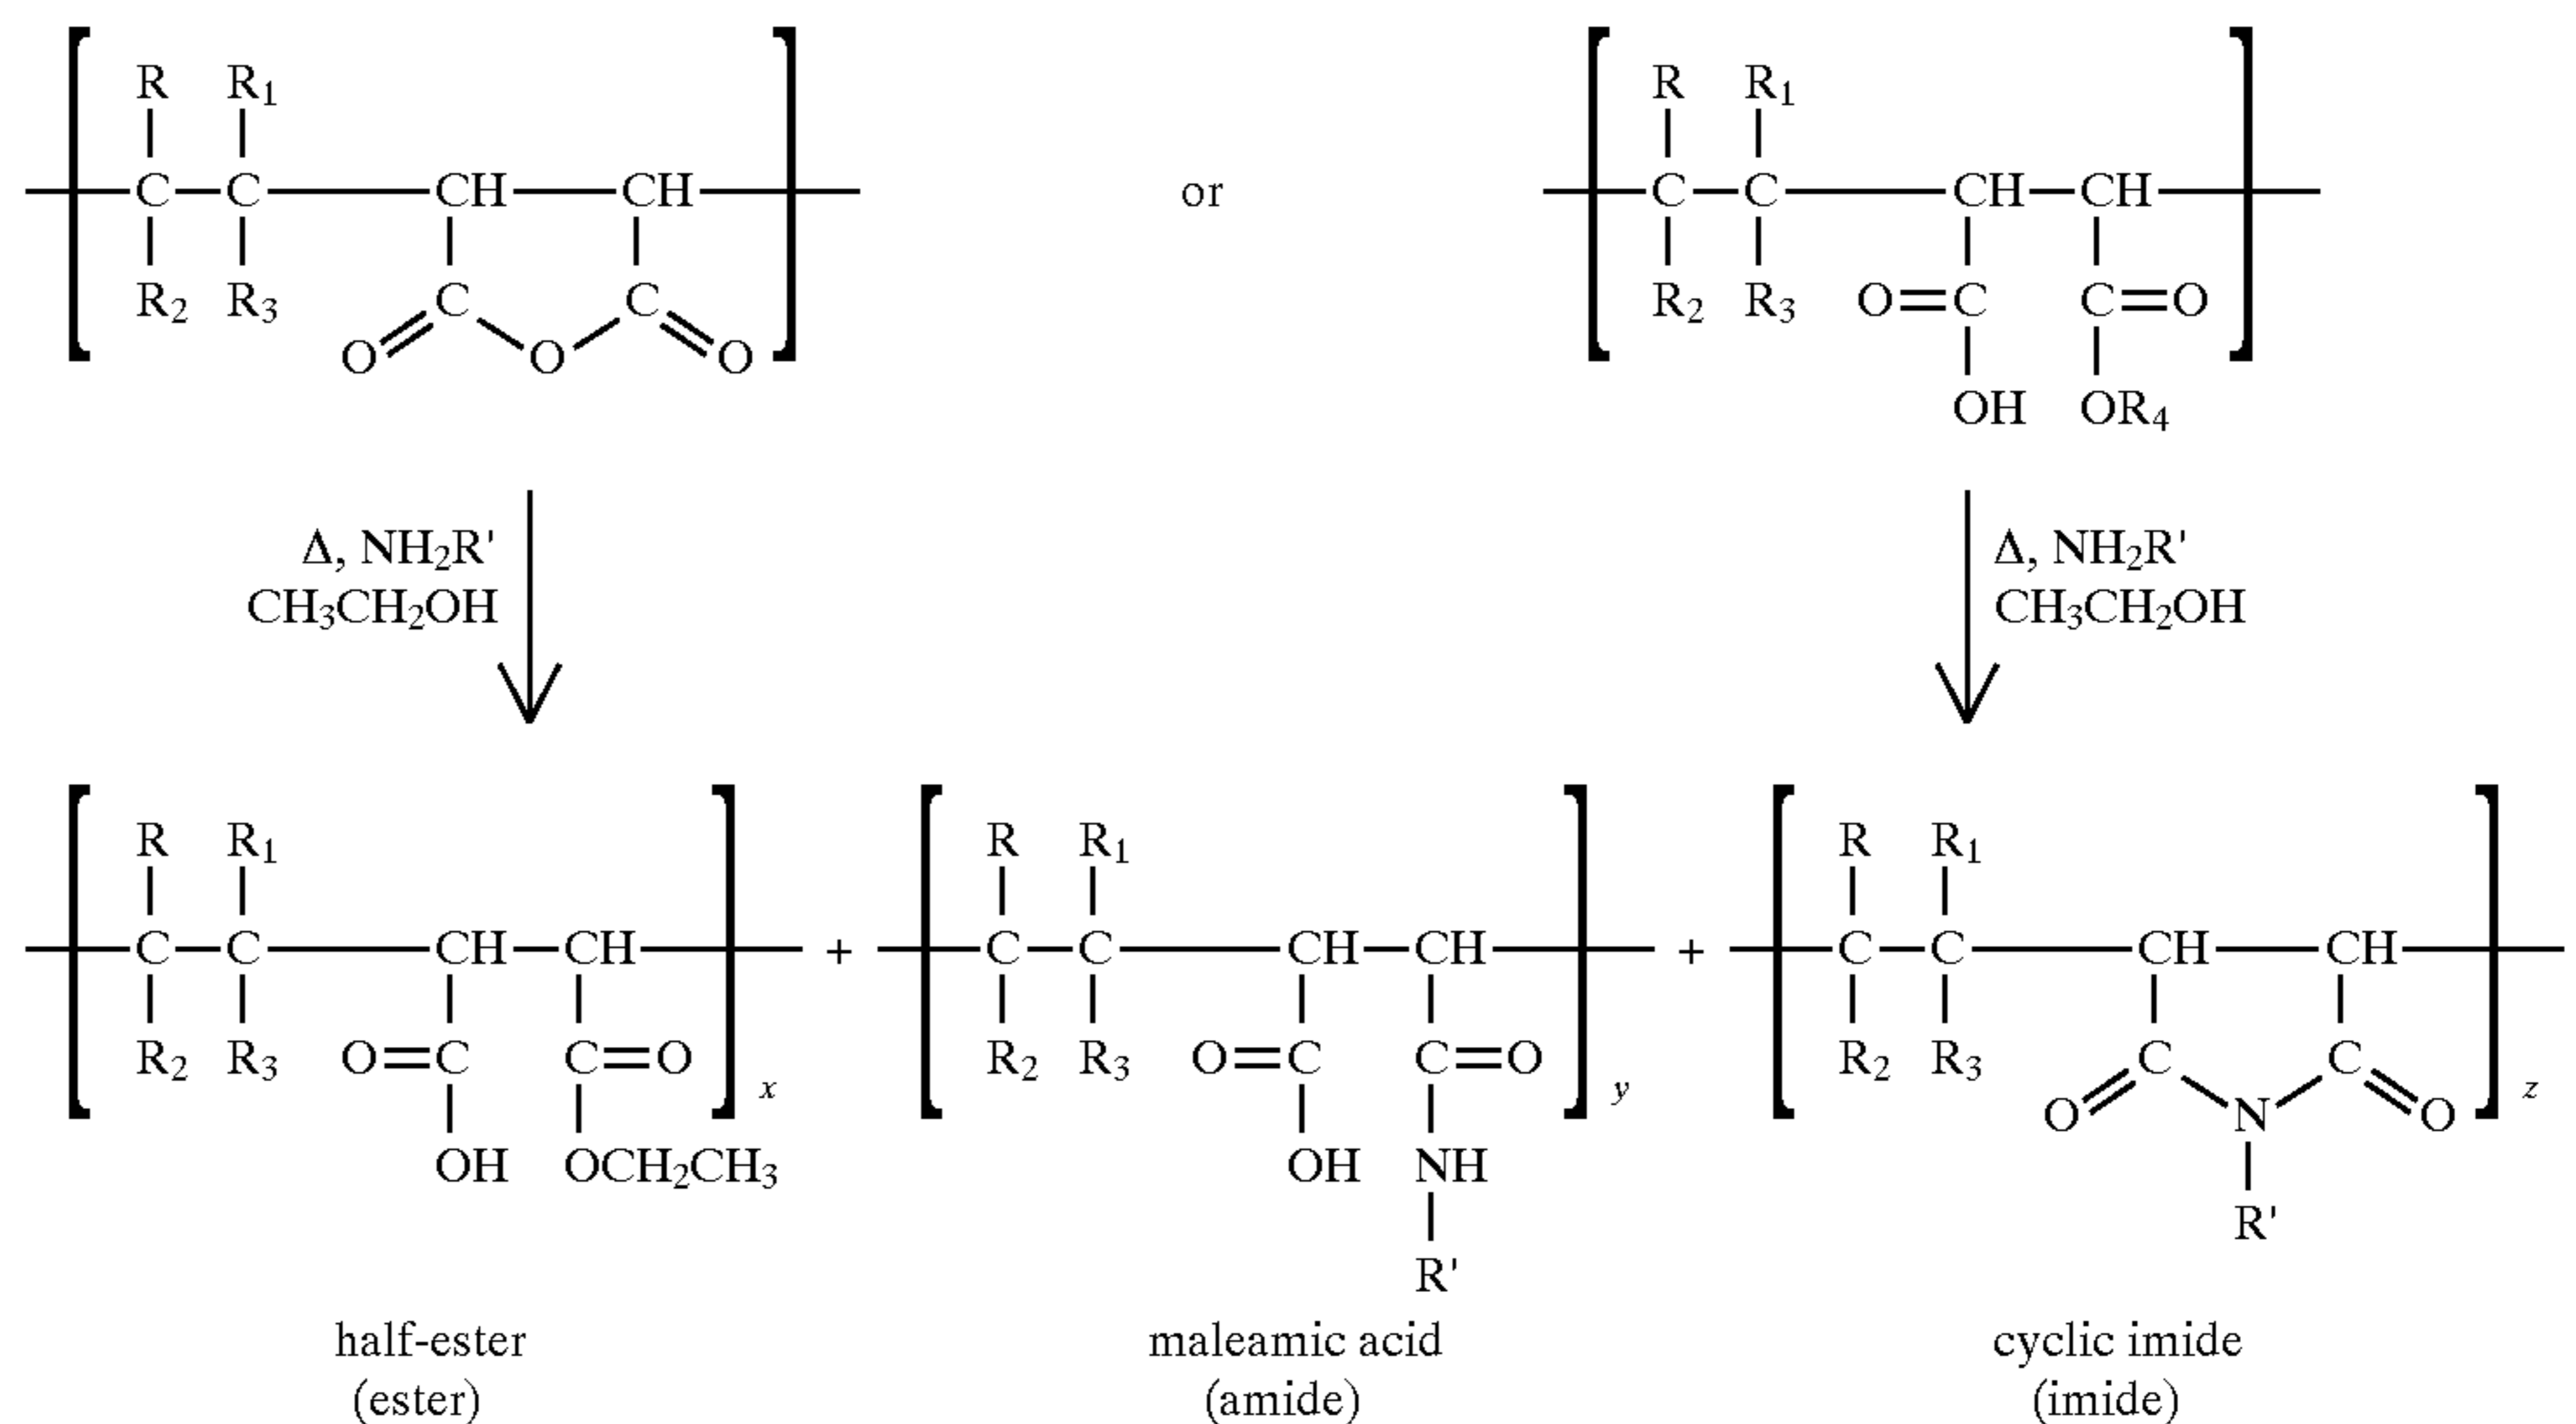 R R₁ R R₁
C C CH CH or C C CH CH
R₂ R₃ C C R₂ R₃ O=C C=O
O O O OH OR₄
Δ, NH₂R' Δ, NH₂R'
CH₃CH₂OH CH₃CH₂OH
R R₁ R R₁ R R₁
C C CH CH + C C CH CH + C C CH CH
R₂ R₃ O=C C=O x R₂ R₃ O=C C=O y R₂ R₃ C C z
OH OCH₂CH₃ OH NH O N O
R' R'
half-ester maleamic acid cyclic imide
(ester) (amide) (imide)